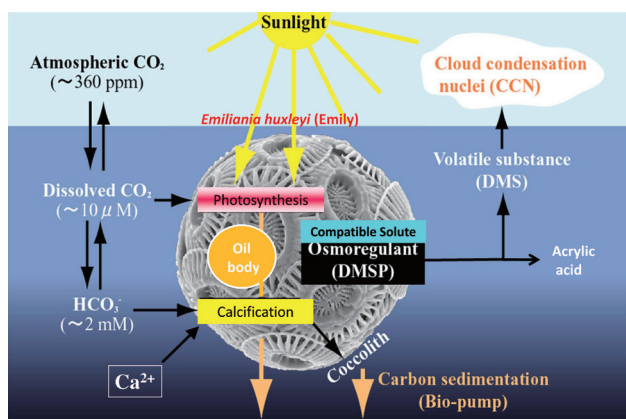 Sunlight
Atmospheric CO₂
(～360 ppm)
Cloud condensation
nuclei (CCN)
Emiliania huxleyi (Emily)
Volatile substance
(DMS)
Dissolved CO₂
(～10 μ M)
Photosynthesis
Compatible Solute
Osmoregulant
(DMSP)
Oil
body
Acrylic
acid
HCO₃⁻
(～2 mM)
Calcification
Coccolith
Ca²⁺
Carbon sedimentation
(Bio-pump)